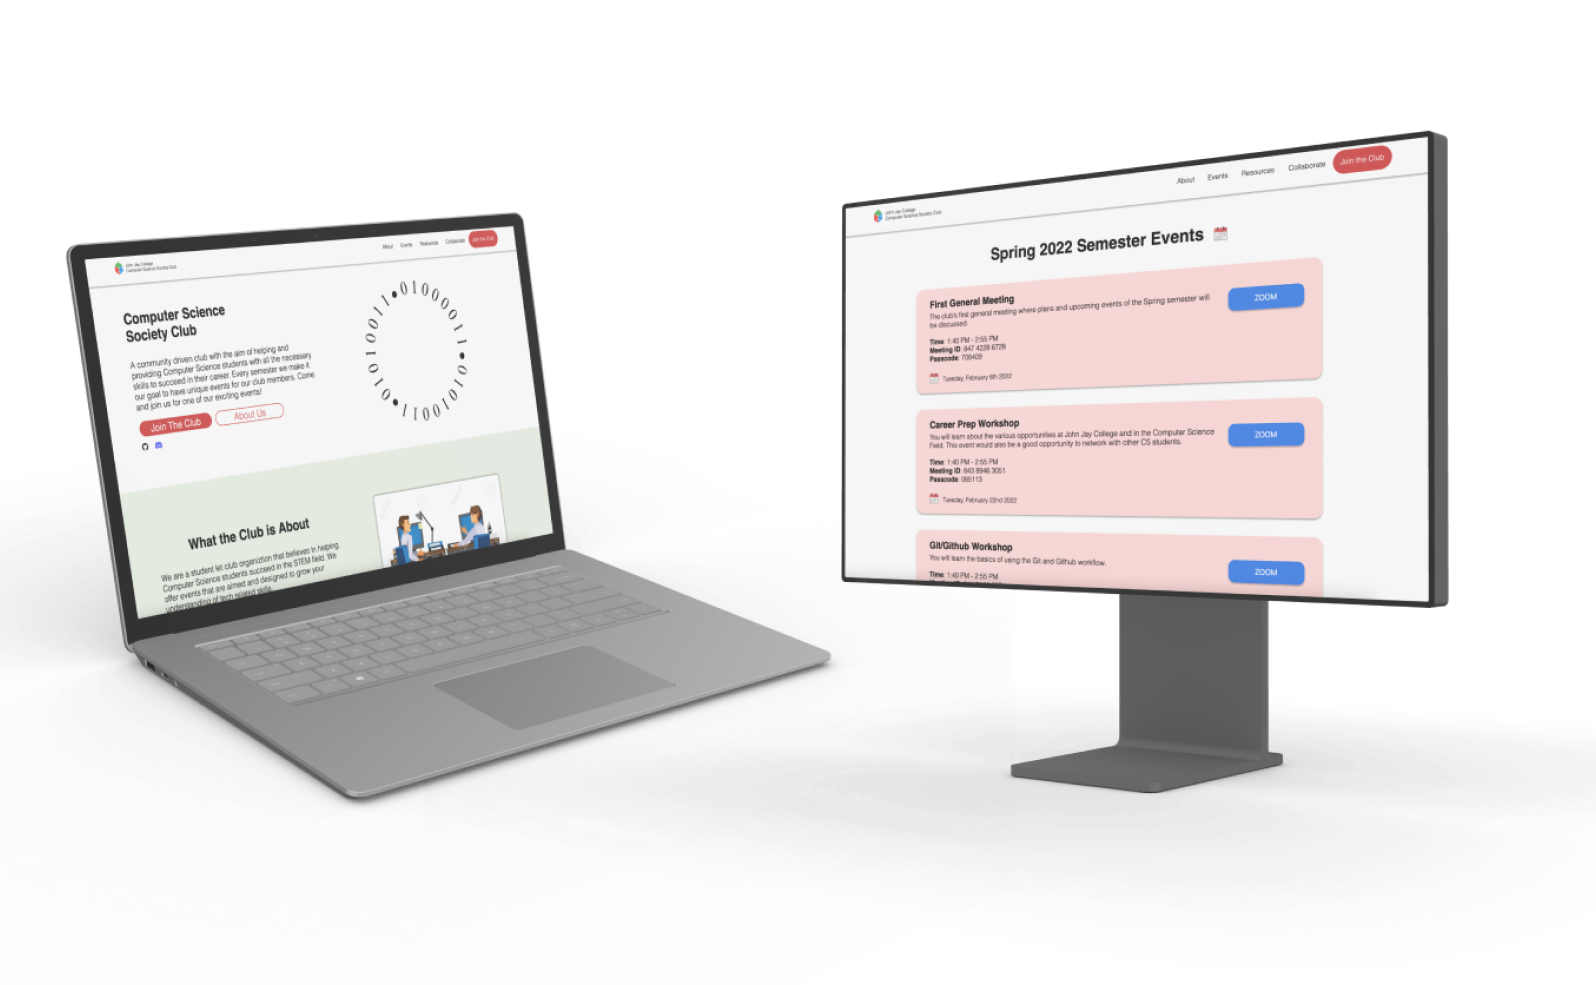 John Jay College
Computer Science Society Club
About Events Resources Collaborate Join the Club
Computer Science
Society Club
A community driven club with the aim of helping and
providing Computer Science students with all the necessary
skills to succeed in their career. Every semester we make it
our goal to have unique events for our club members. Come
and join us for one of our exciting events!
Join The Club About Us
•01000011•01010011•01010011
What the Club is About
We are a student let club organiztion that believes in helping
Computer Science students succeed in the STEM field. We
offer events that are aimed and designed to grow your
understanding of tech related skills.
John Jay College
Computer Science Society Club
About Events Resources Collaborate Join the Club
Spring 2022 Semester Events
First General Meeting
The club's first general meeting where plans and upcoming events of the Spring semester will
be discussed.
ZOOM
Time: 1:40 PM - 2:55 PM
Meeting ID: 847 4228 6728
Passcode: 708409
Tuesday, February 8th 2022
Career Prep Workshop
You will learn about the various opportunities at John Jay College and in the Computer Science
Field. This event would also be a good opportunity to network with other CS students.
ZOOM
Time: 1:40 PM - 2:55 PM
Meeting ID: 843 8946 3051
Passcode: 085113
Tuesday, February 22nd 2022
Git/Github Workshop
You will learn the basics of using the Git and Github workflow.
ZOOM
Time: 1:40 PM - 2:55 PM